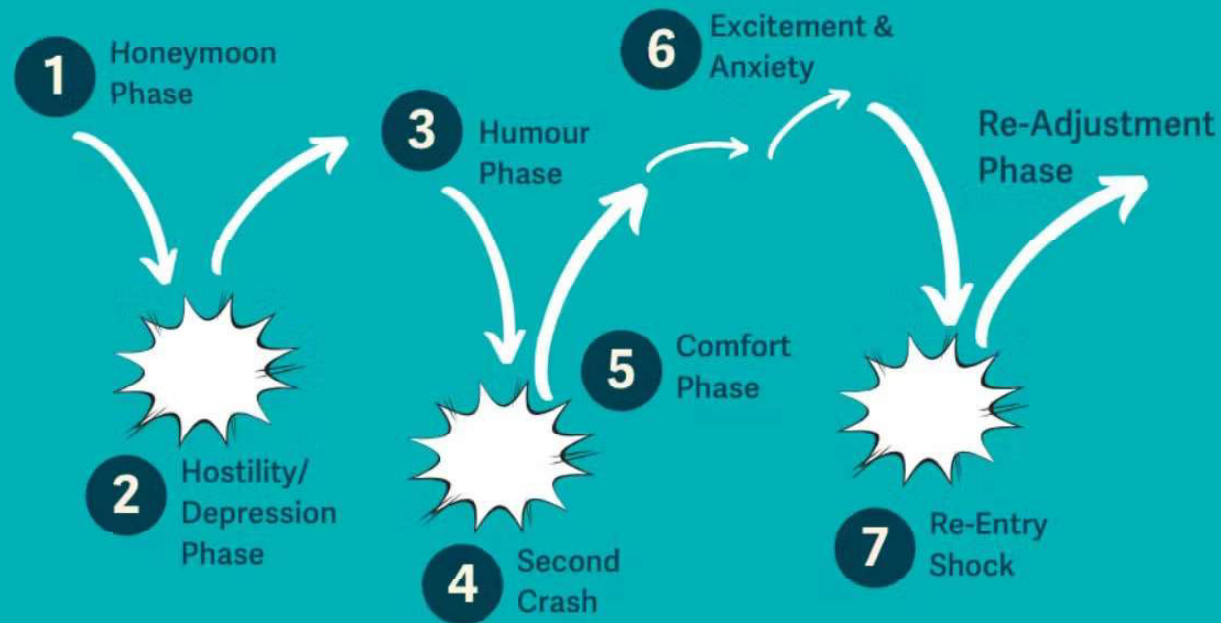 1
Honeymoon
Phase
2
Hostility/
Depression
Phase
3
Humour
Phase
4
Second
Crash
5
Comfort
Phase
6
Excitement &
Anxiety
7
Re-Entry
Shock
Re-Adjustment
Phase